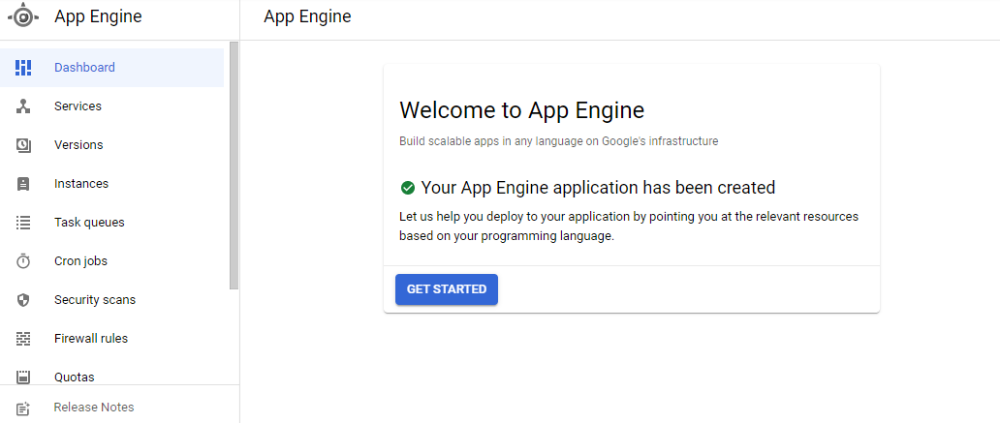 App Engine
App Engine
Dashboard
Services
Versions
Instances
Task queues
Cron jobs
Security scans
Firewall rules
Quotas
Release Notes
Welcome to App Engine
Build scalable apps in any language on Google's infrastructure
Your App Engine application has been created
Let us help you deploy to your application by pointing you at the relevant resources
based on your programming language.
GET STARTED